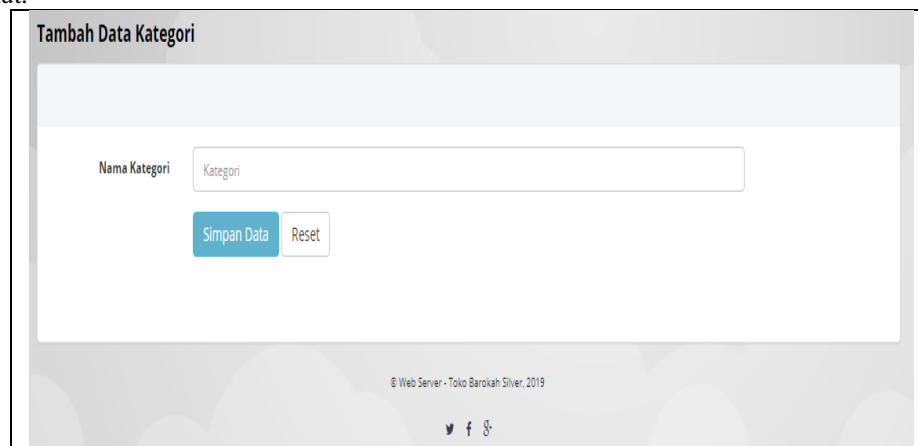 Tambah Data Kategori
Nama Kategori
Kategori
Simpan Data
Reset
© Web Server - Toko Barokah Silver, 2019